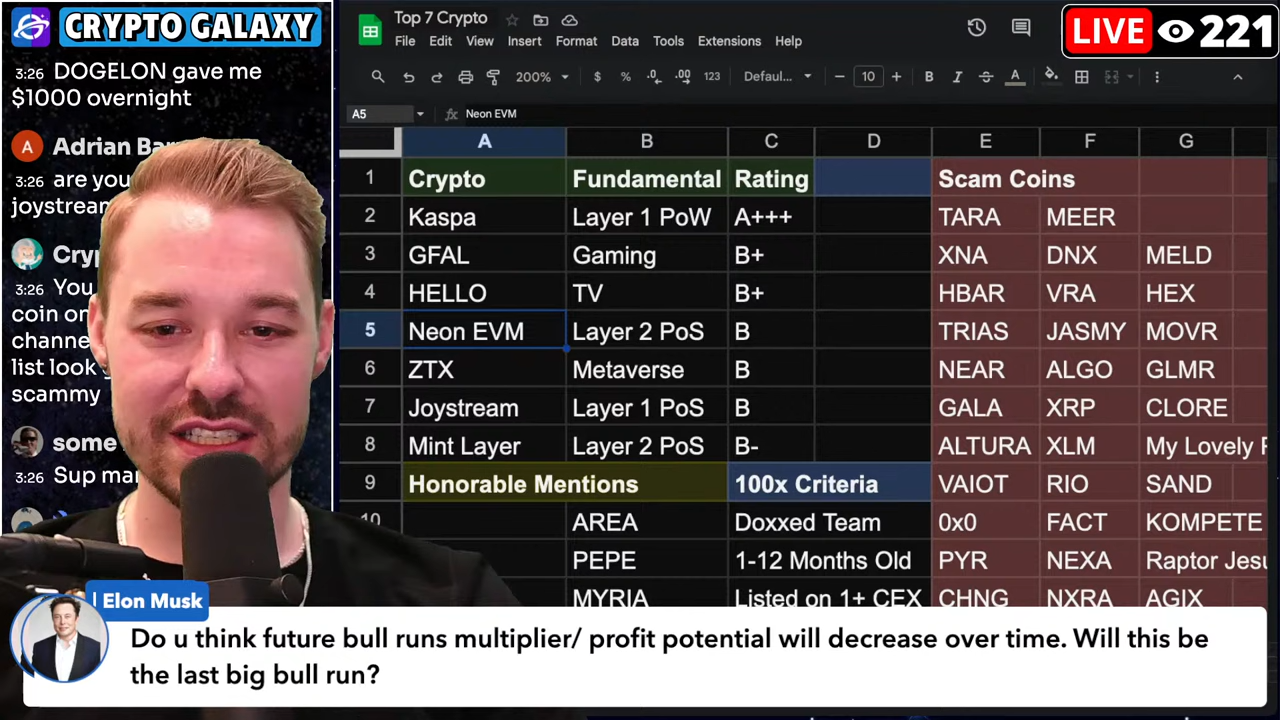 CRYPTO GALAXY
3:26 DOGELON gave me
$1000 overnight
A Adrian
3:26 are you
joystream
3:26 You
coin on
list look
scammy
some
3:26 Sup
Top 7 Crypto
File Edit View Insert Format Data Tools Extensions Help
LIVE 221
200% $ % .0 .00 123 Defaul... 10 B I S A
A5 fx Neon EVM
A B C D E F G
1 Crypto Fundamental Rating Scam Coins
2 Kaspa Layer 1 PoW A+++ TARA MEER
3 GFAL Gaming B+ XNA DNX MELD
4 HELLO TV B+ HBAR VRA HEX
5 Neon EVM Layer 2 PoS B TRIAS JASMY MOVR
6 ZTX Metaverse B NEAR ALGO GLMR
7 Joystream Layer 1 PoS B GALA XRP CLORE
8 Mint Layer Layer 2 PoS B- ALTURA XLM My Lovely
9 Honorable Mentions 100x Criteria VAIOT RIO SAND
10 AREA Doxxed Team 0x0 FACT KOMPETE
PEPE 1-12 Months Old PYR NEXA Raptor
MYRIA Listed on 1+ CEX CHNG NXRA AGIX
Elon Musk
Do u think future bull runs multiplier/ profit potential will decrease over time. Will this be
the last big bull run?